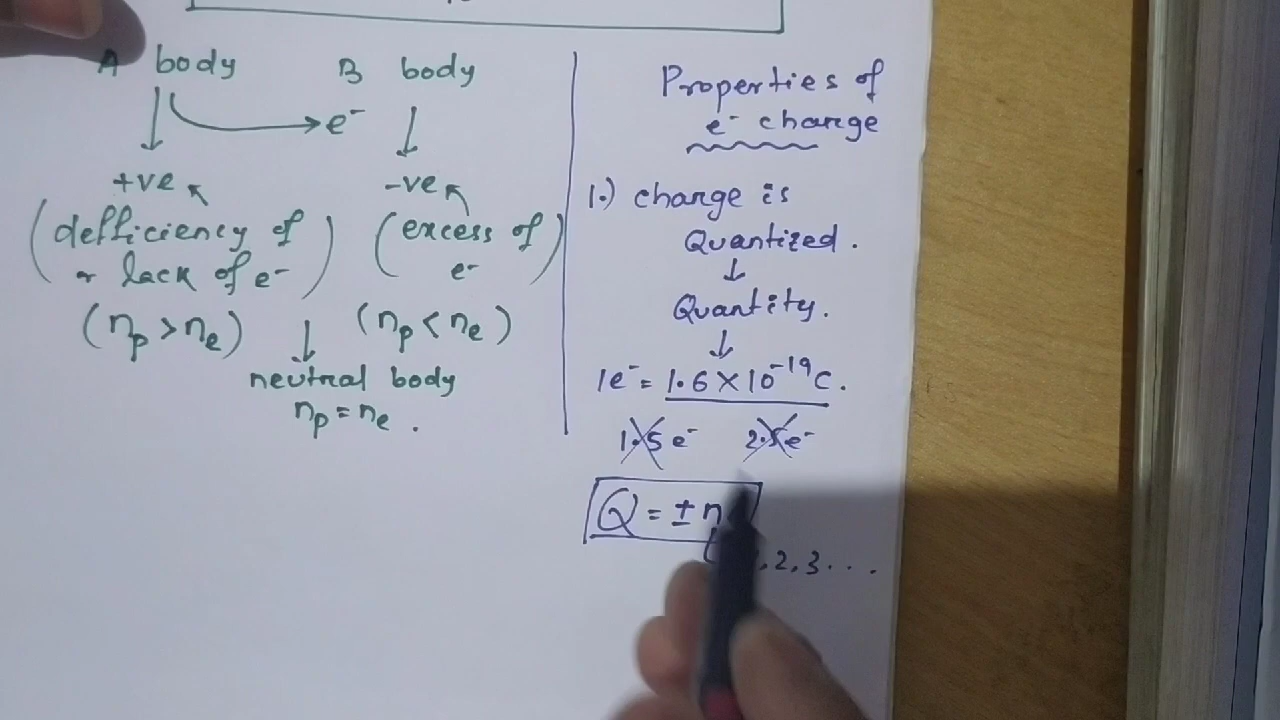 A body
B body
e-
+ve
-ve
(defficiency of
or lack of e-)
(excess of
e-)
(np > ne)
(np < ne)
neutral body
np = ne .
Properties of
e- charge
1.) charge is
Quantized .
Quantity .
1e- = 1.6 X 10-19 C .
1.5 e- 2.5e-
Q = ± n
, 2, 3 . . .